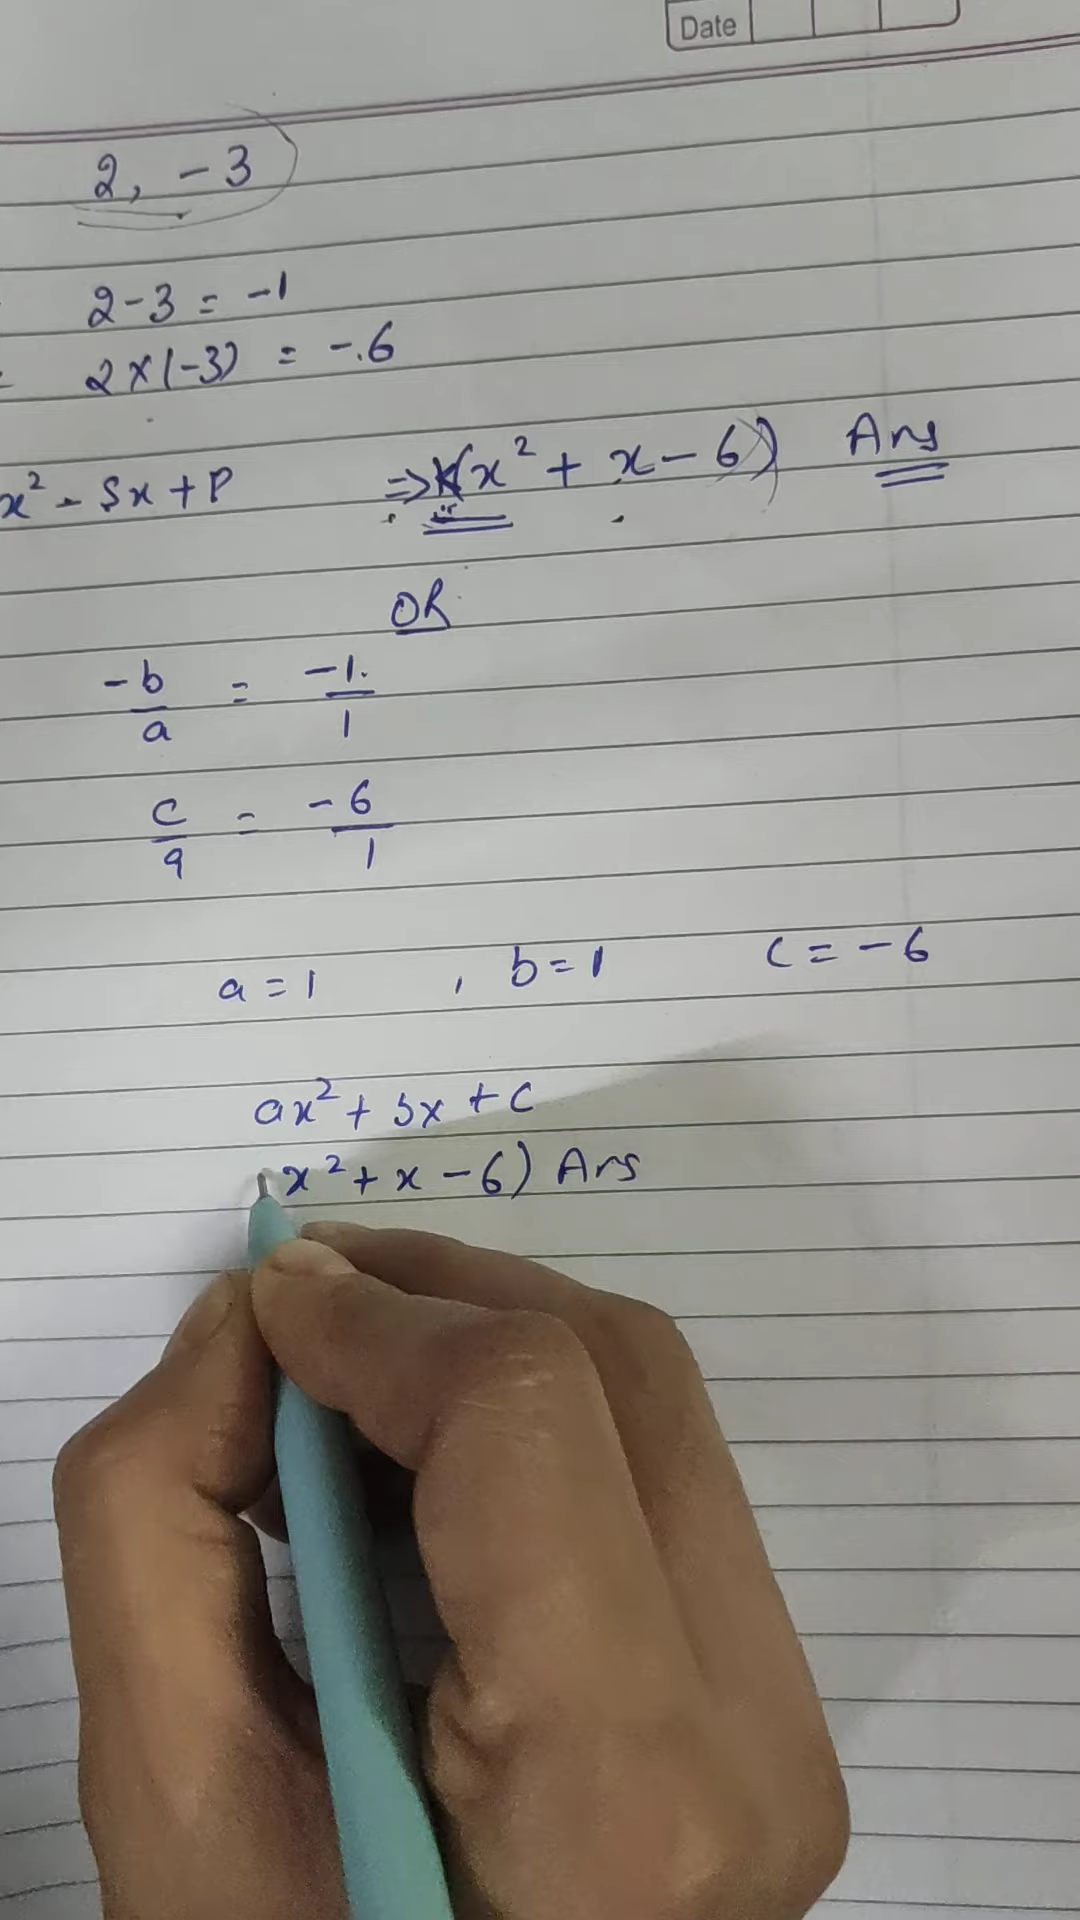 Date
2, -3
2-3 = -1
2×(-3) = -6
x² - Sx + P => K(x² + x - 6) Ans
OR
-b/a = -1/1
c/a = -6/1
a = 1 , b = 1 c = -6
ax² + bx + c
x² + x - 6) Ans